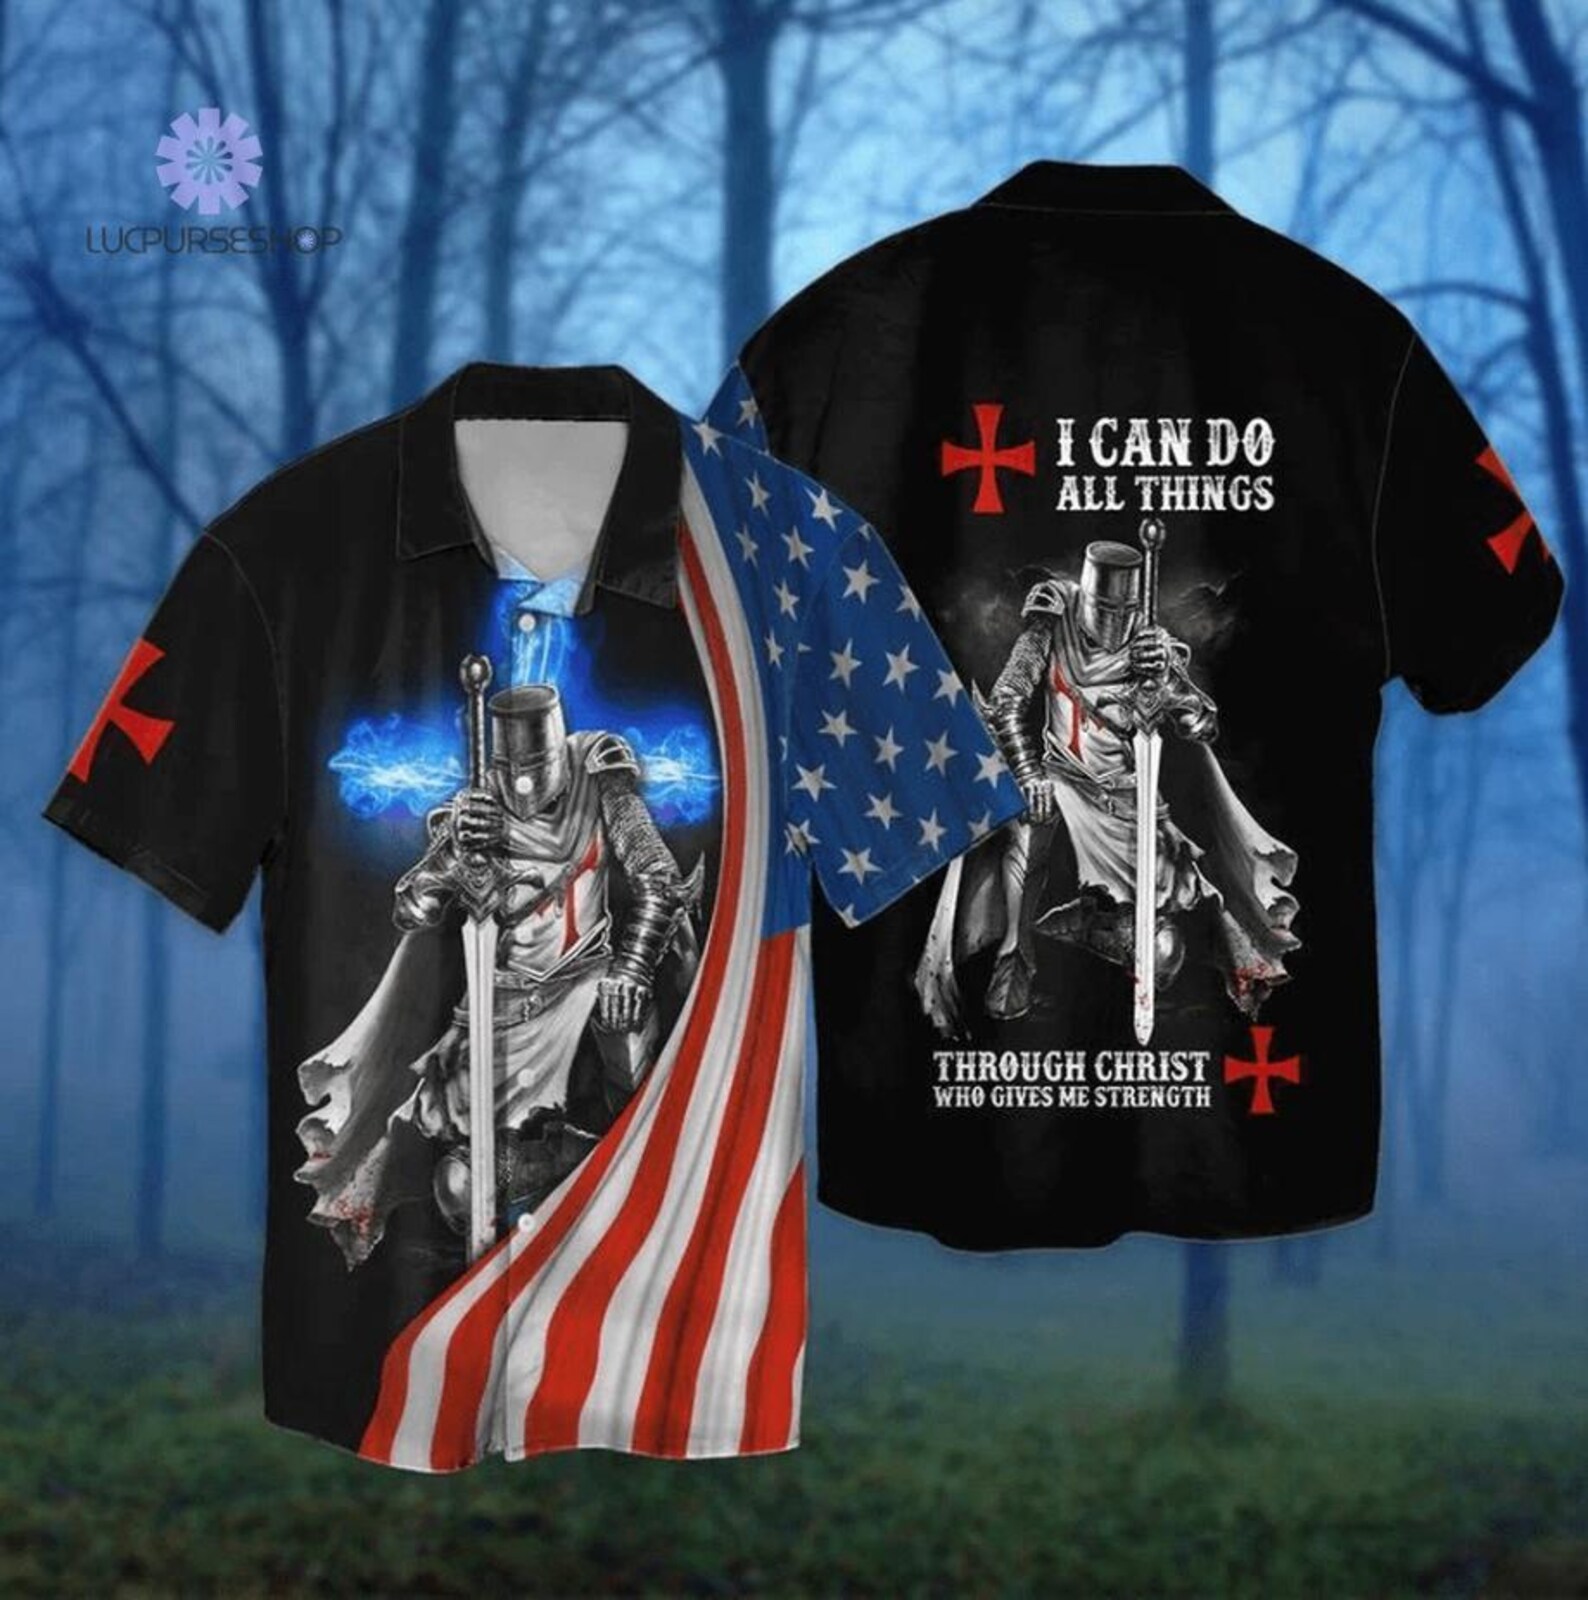 LUCPURSESHOP
I CAN DO
ALL THINGS
THROUGH CHRIST
WHO GIVES ME STRENGTH